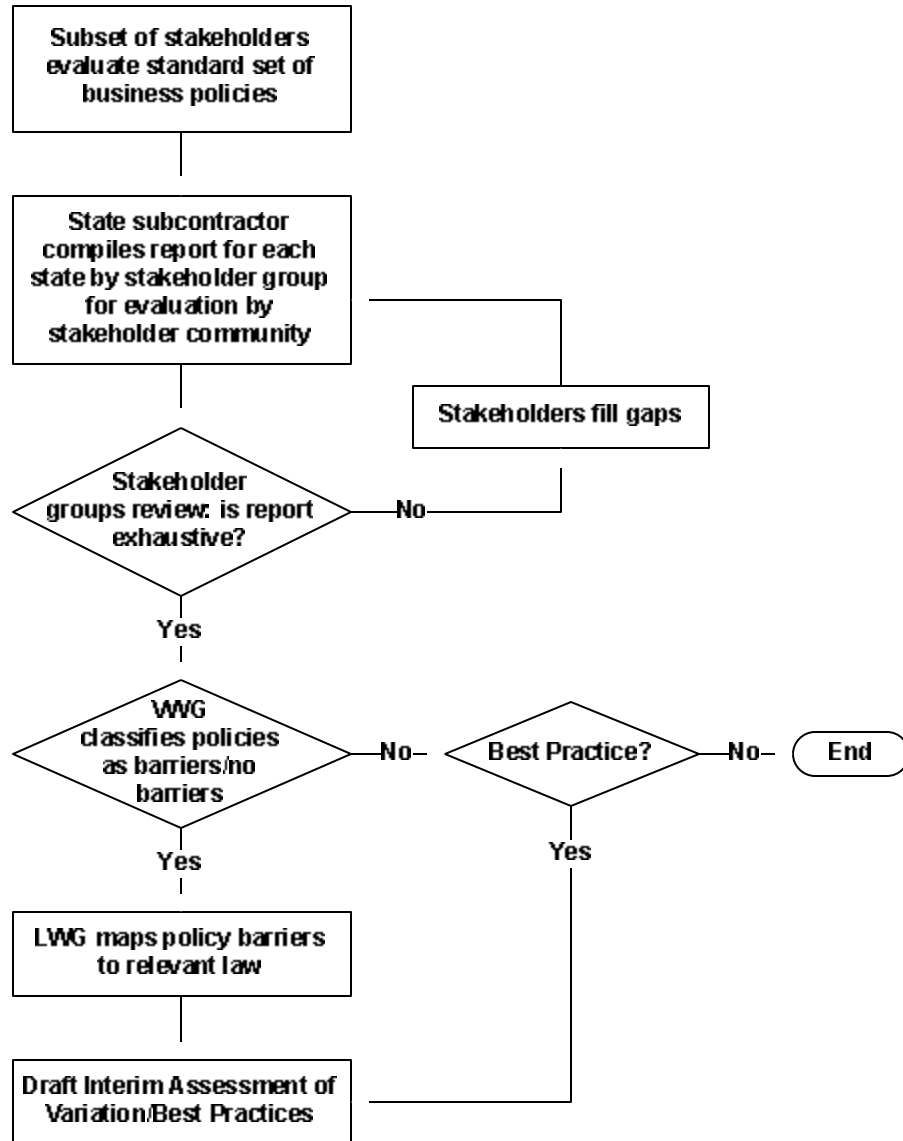 Subset of stakeholders
evaluate standard set of
business policies
State subcontractor
compiles report for each
state by stakeholder group
for evaluation by
stakeholder community
Stakeholders fill gaps
Stakeholder
groups review: is report
exhaustive?
No
Yes
VWG
classifies policies
as barriers/no
barriers
No
Best Practice?
No
End
Yes
Yes
LWG maps policy barriers
to relevant law
Draft Interim Assessment of
Variation/Best Practices